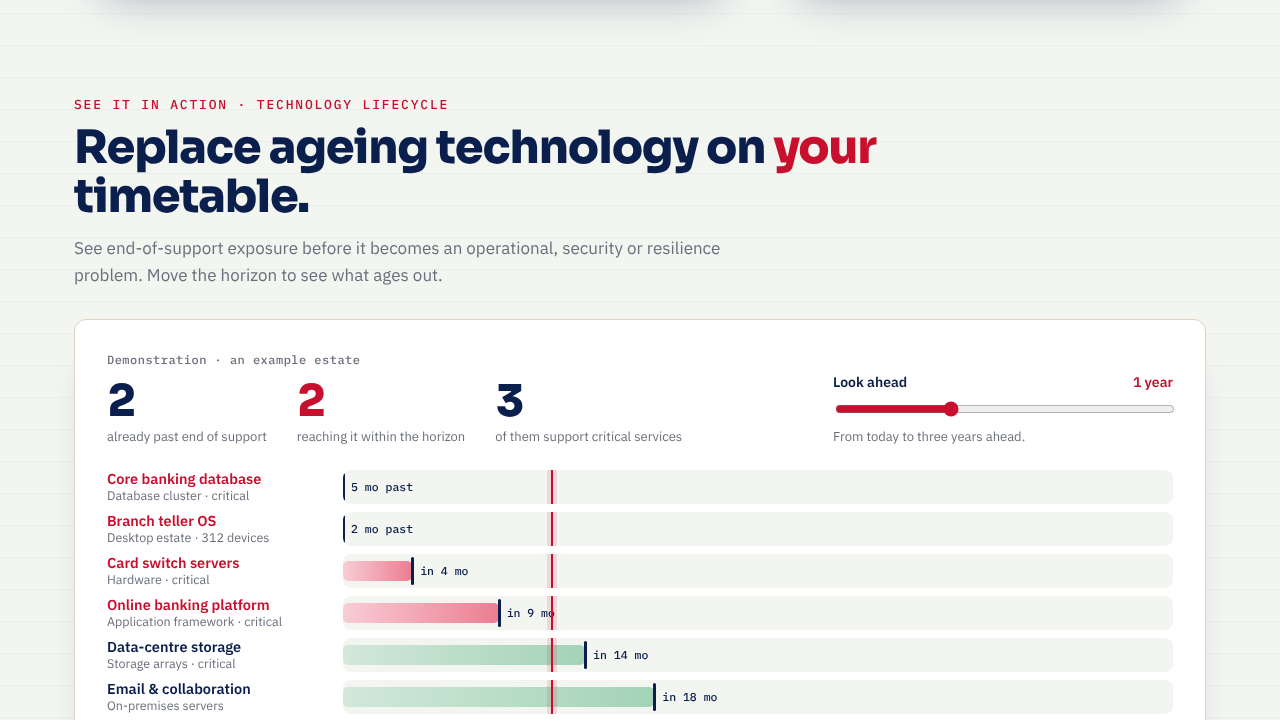 SEE IT IN ACTION · TECHNOLOGY LIFECYCLE
Replace ageing technology on your
timetable.
See end-of-support exposure before it becomes an operational, security or resilience
problem. Move the horizon to see what ages out.
Demonstration · an example estate
2
already past end of support
2
reaching it within the horizon
3
of them support critical services
Look ahead
1 year
From today to three years ahead.
Core banking database
Database cluster · critical
5 mo past
Branch teller OS
Desktop estate · 312 devices
2 mo past
Card switch servers
Hardware · critical
in 4 mo
Online banking platform
Application framework · critical
in 9 mo
Data-centre storage
Storage arrays · critical
in 14 mo
Email & collaboration
On-premises servers
in 18 mo